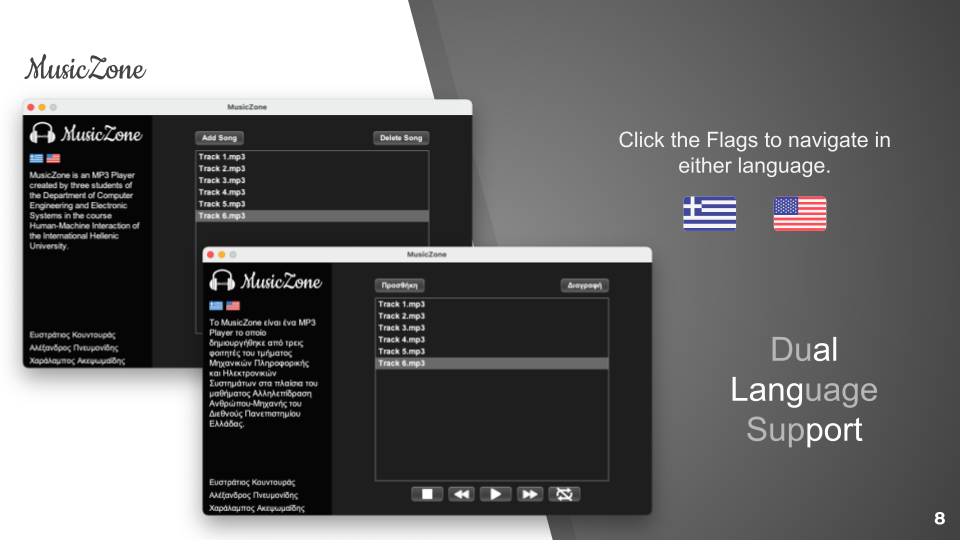 MusicZone
MusicZone
MusicZone
MusicZone is an MP3 Player
created by three students of
the Department of Computer
Engineering and Electronic
Systems in the course
Human-Machine Interaction of
the International Hellenic
University.
Ευστράτιος Κουντουράς
Αλέξανδρος Πνευμονίδης
Χαράλαμπος Ακεψωμαΐδης
Add Song
Delete Song
Track 1.mp3
Track 2.mp3
Track 3.mp3
Track 4.mp3
Track 5.mp3
Track 6.mp3
MusicZone
MusicZone
Το MusicZone είναι ένα MP3
Player το οποίο
δημιουργήθηκε από τρεις
φοιτητές του τμήματος
Μηχανικών Πληροφορικής
και Ηλεκτρονικών
Συστημάτων στα πλαίσια του
μαθήματος Αλληλεπίδραση
Ανθρώπου-Μηχανής του
Διεθνούς Πανεπιστημίου
Ελλάδας.
Ευστράτιος Κουντουράς
Αλέξανδρος Πνευμονίδης
Χαράλαμπος Ακεψωμαΐδης
Προσθήκη
Διαγραφή
Track 1.mp3
Track 2.mp3
Track 3.mp3
Track 4.mp3
Track 5.mp3
Track 6.mp3
Click the Flags to navigate in
either language.
Dual
Language
Support
8